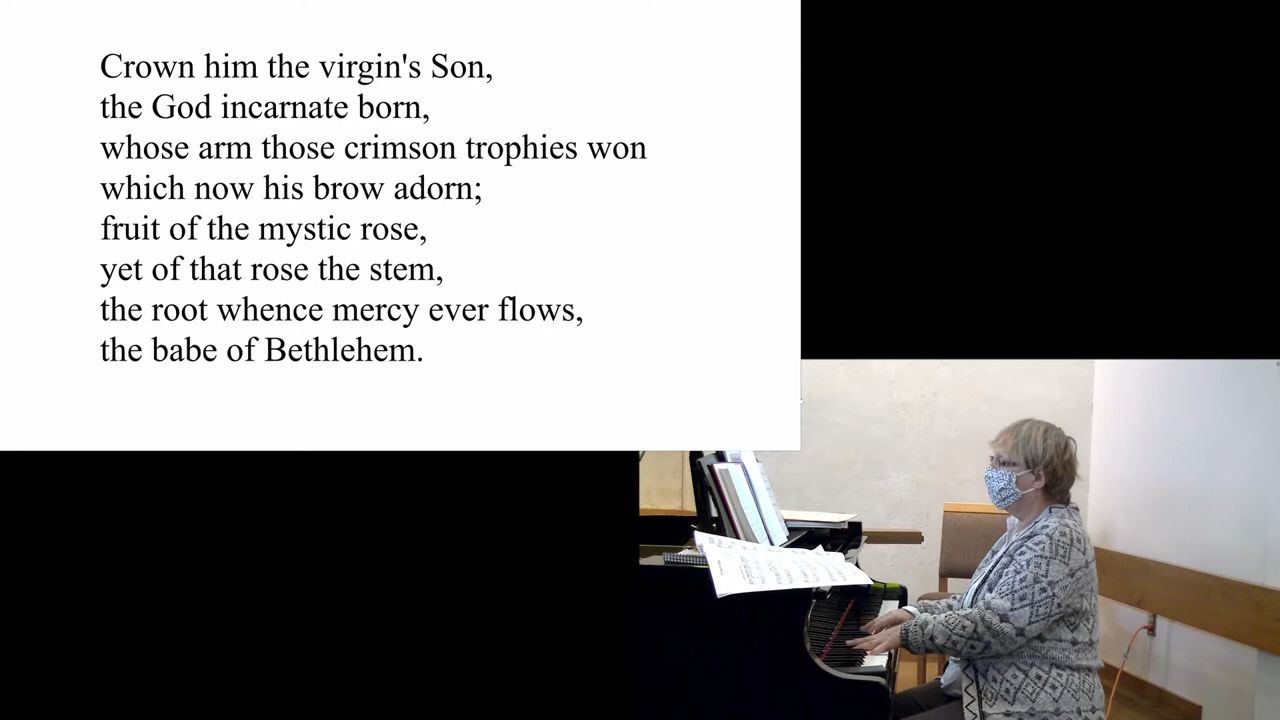 Crown him the virgin's Son,
the God incarnate born,
whose arm those crimson trophies won
which now his brow adorn;
fruit of the mystic rose,
yet of that rose the stem,
the root whence mercy ever flows,
the babe of Bethlehem.